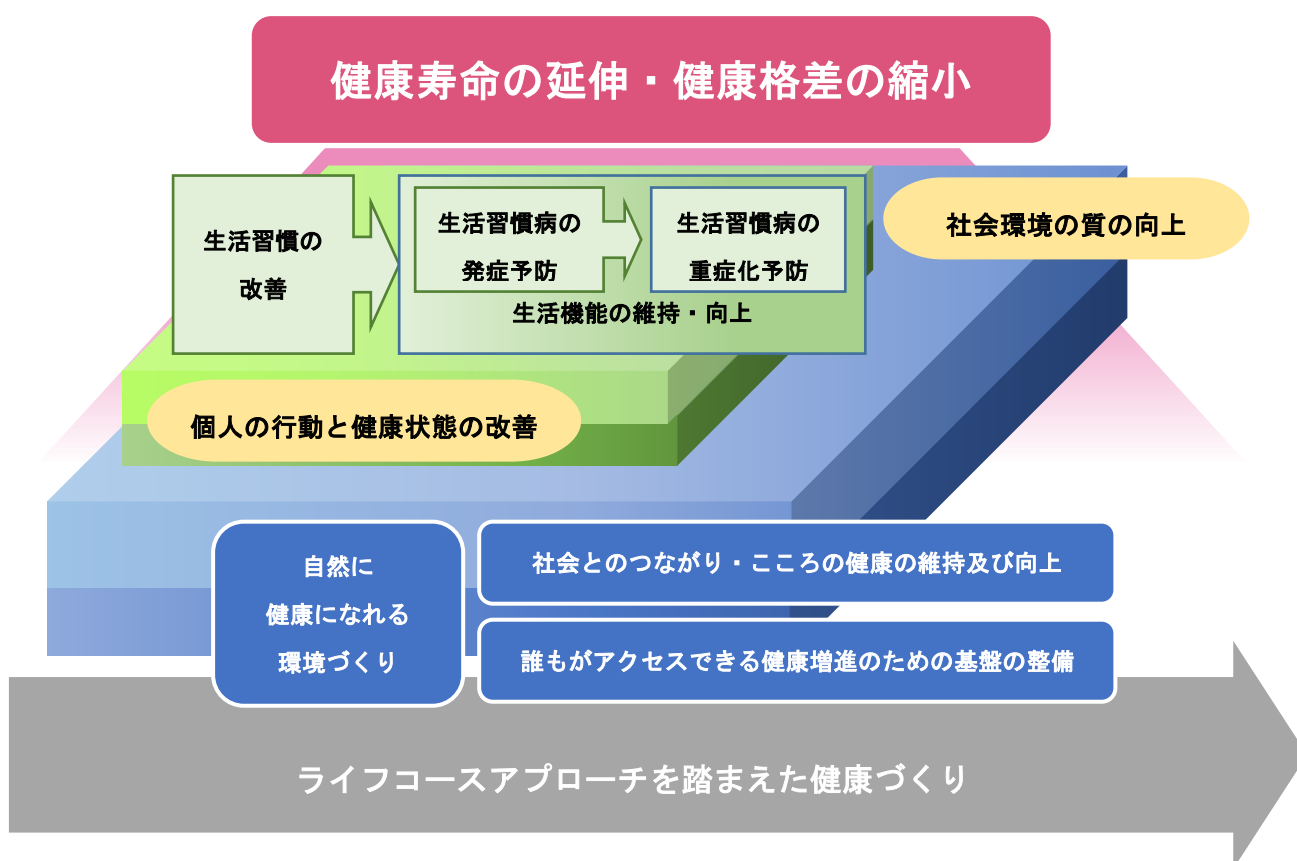 健康寿命の延伸・健康格差の縮小
生活習慣の
改善
生活習慣病の
発症予防
生活習慣病の
重症化予防
生活機能の維持・向上
社会環境の質の向上
個人の行動と健康状態の改善
自然に
健康になれる
環境づくり
社会とのつながり・こころの健康の維持及び向上
誰もがアクセスできる健康増進のための基盤の整備
ライフコースアプローチを踏まえた健康づくり